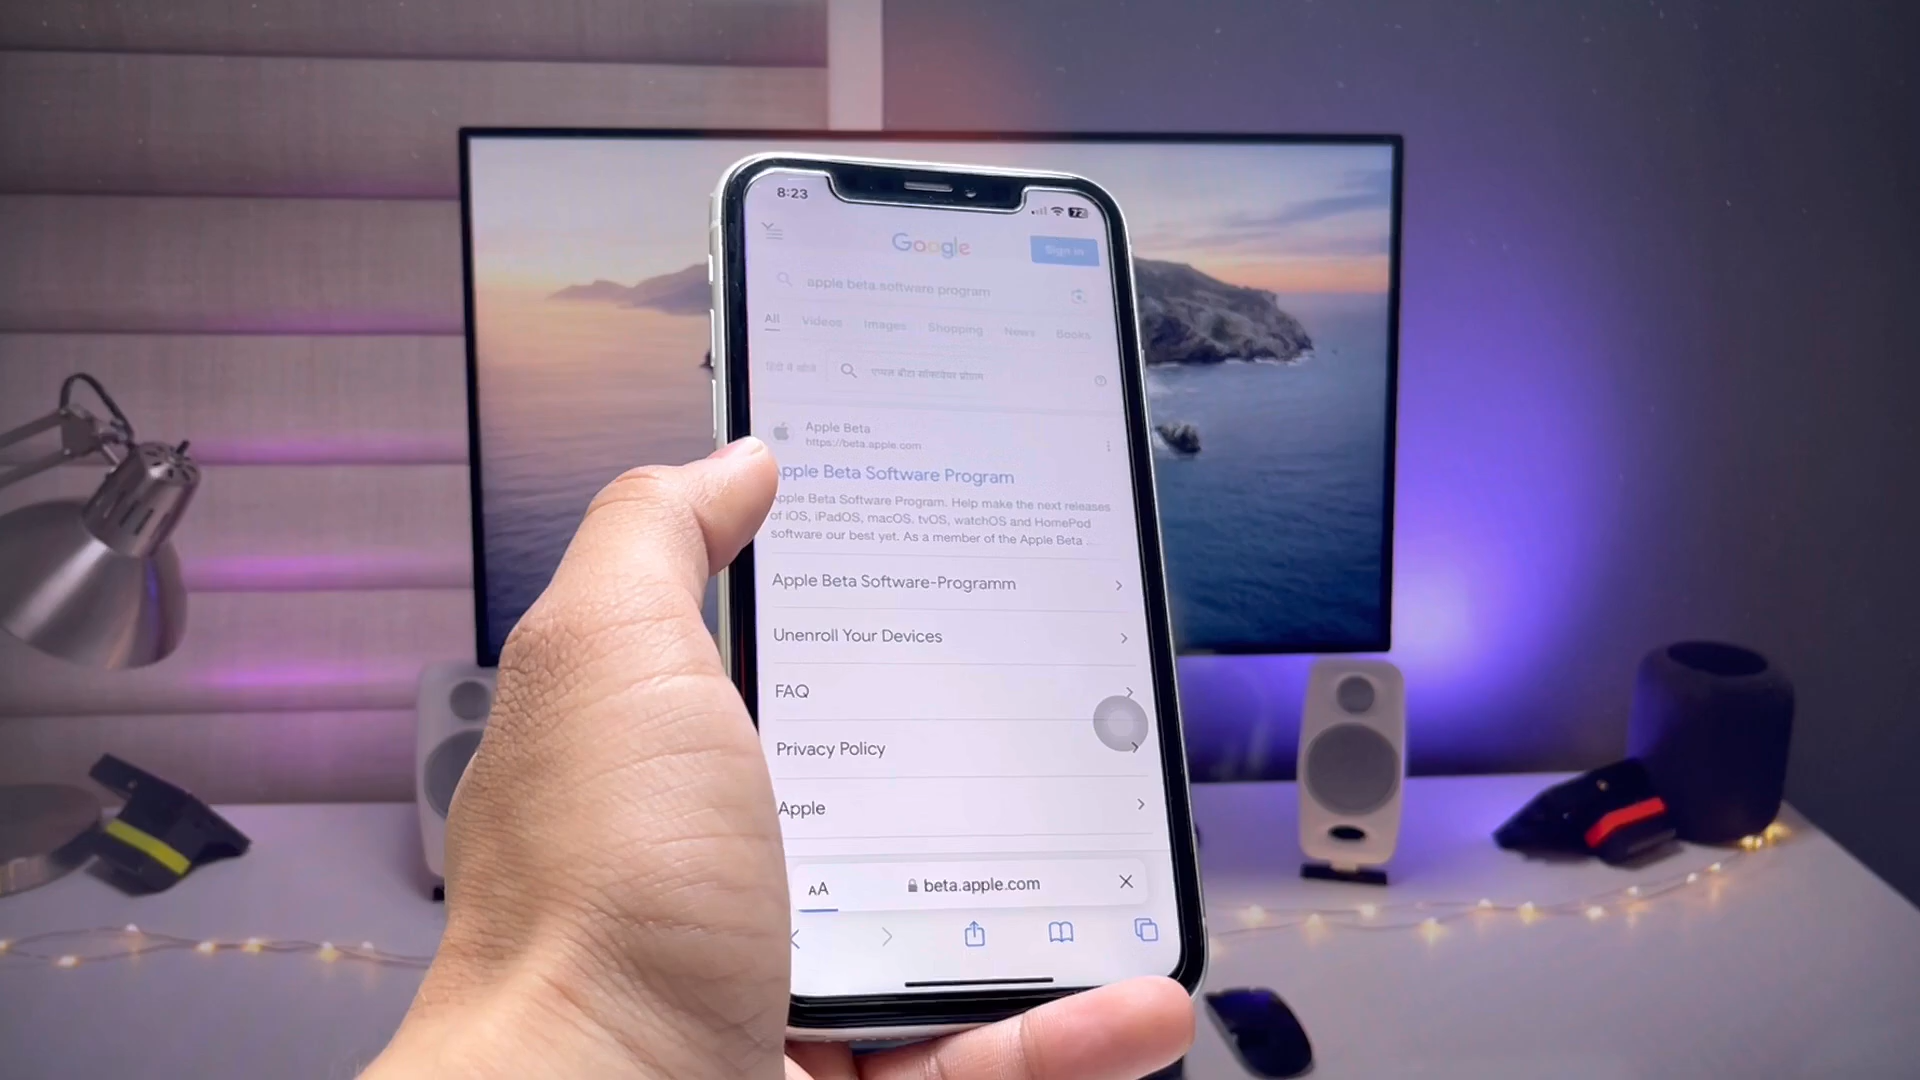 8:23
72
Google
Sign in
apple beta software program
All Videos Images Shopping News Books
हिंदी में खोजें
एप्पल बीटा सॉफ्टवेयर प्रोग्राम
Apple Beta
https://beta.apple.com
pple Beta Software Program
pple Beta Software Program. Help make the next releases
of iOS, iPadOS, macOS, tvOS, watchOS and HomePod
software our best yet. As a member of the Apple Beta ...
Apple Beta Software-Programm
Unenroll Your Devices
FAQ
Privacy Policy
Apple
AA beta.apple.com